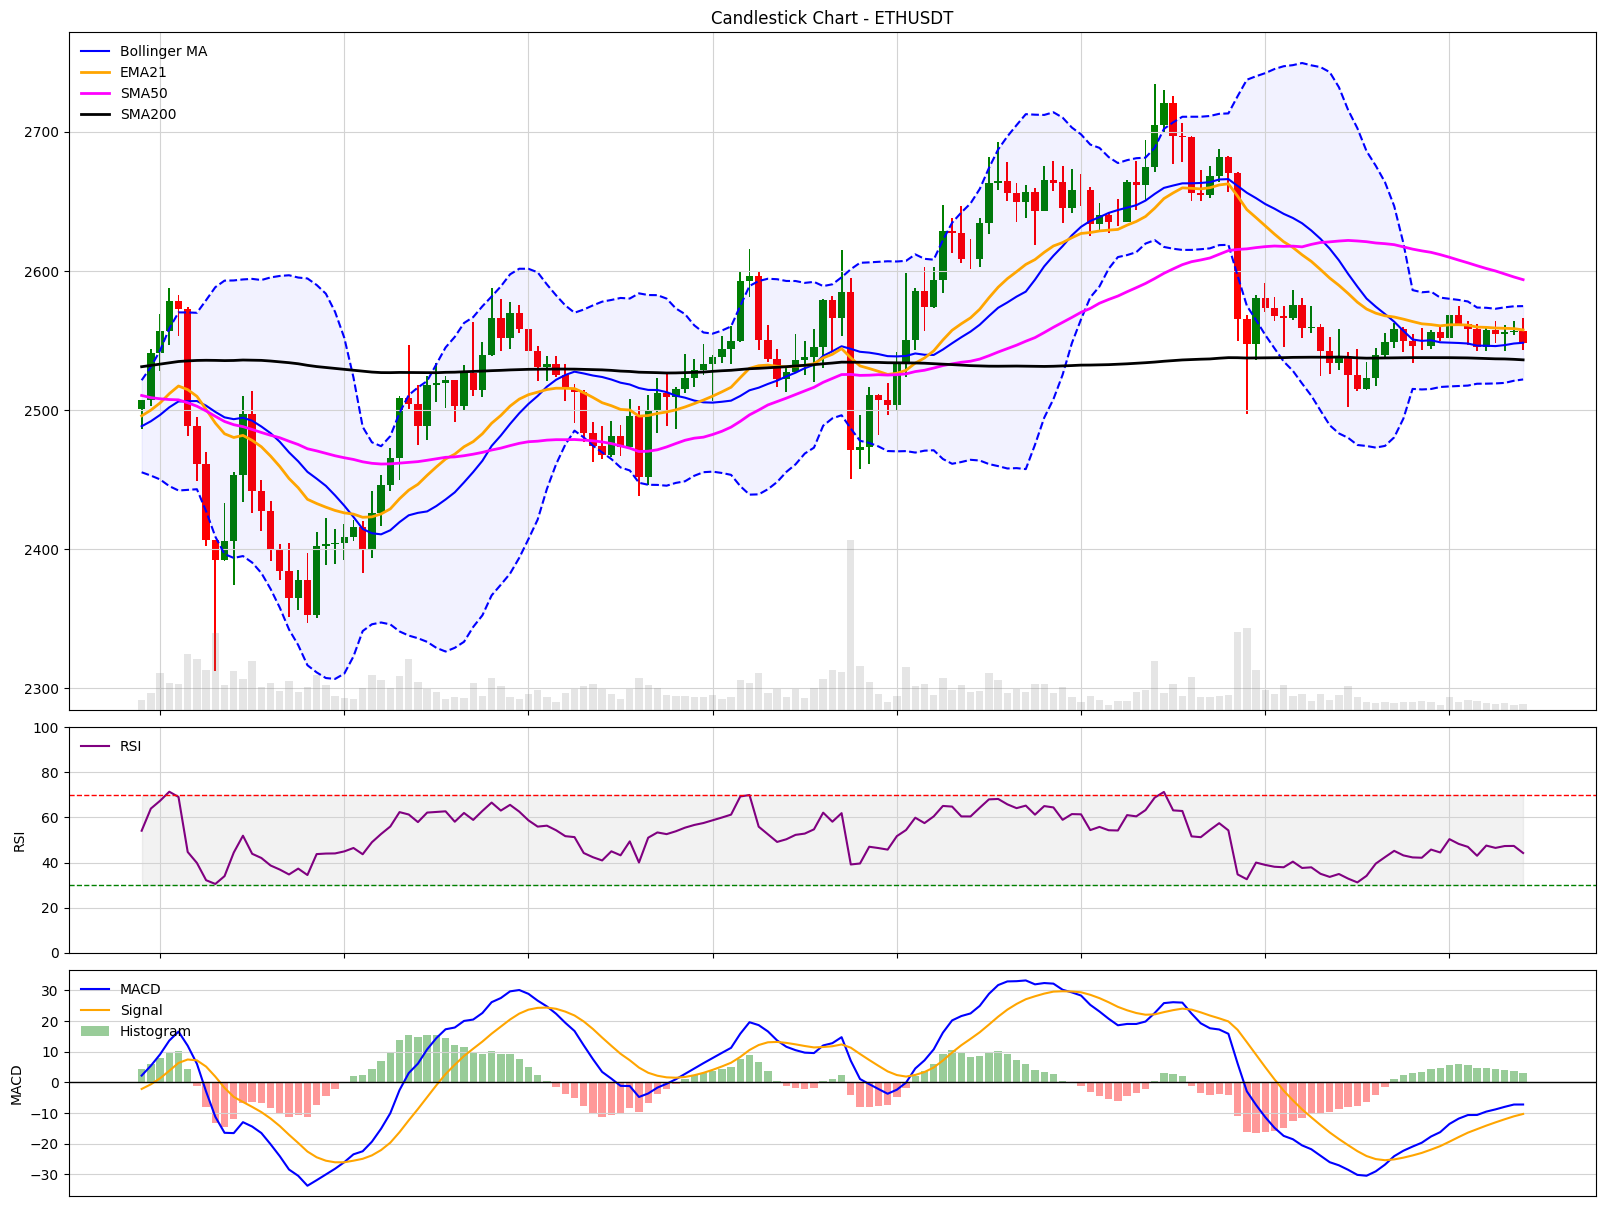 Candlestick Chart - ETHUSDT
Bollinger MA
EMA21
SMA50
SMA200
2700
2600
2500
2400
2300
RSI
100
80
60
40
20
0
RSI
MACD
Signal
Histogram
30
20
10
0
−10
−20
−30
MACD